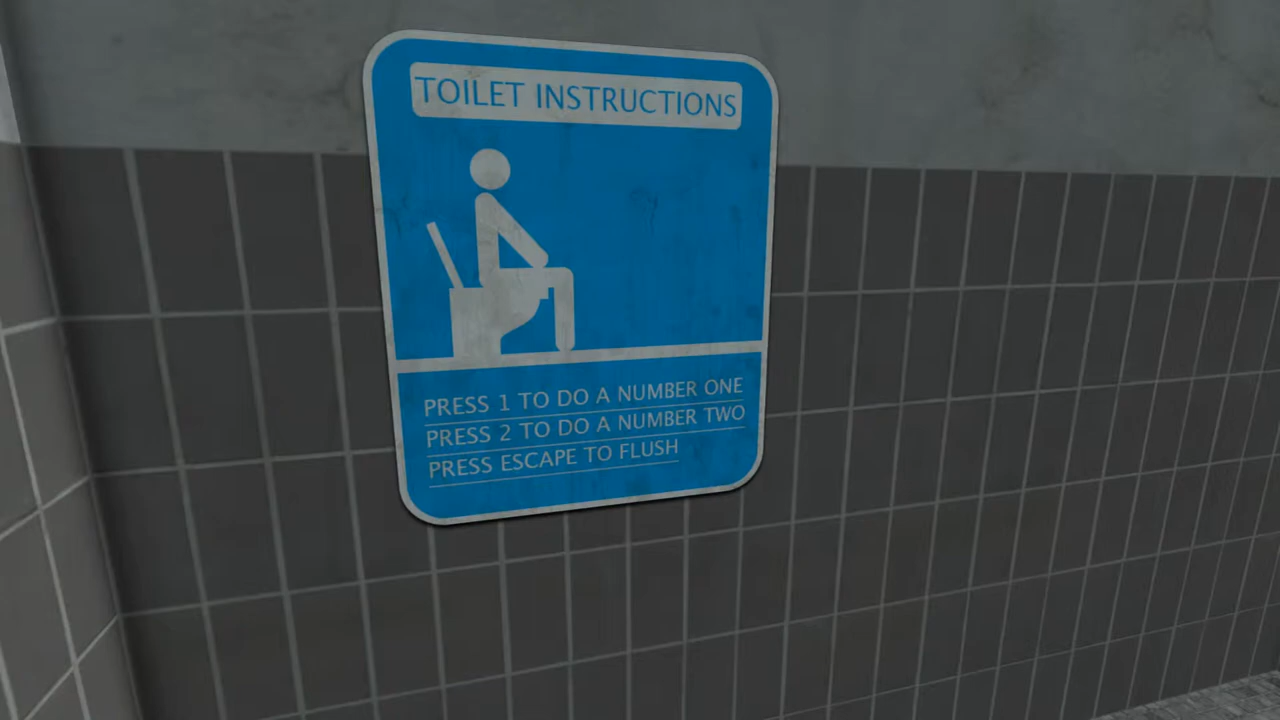 TOILET INSTRUCTIONS
PRESS 1 TO DO A NUMBER ONE
PRESS 2 TO DO A NUMBER TWO
PRESS ESCAPE TO FLUSH